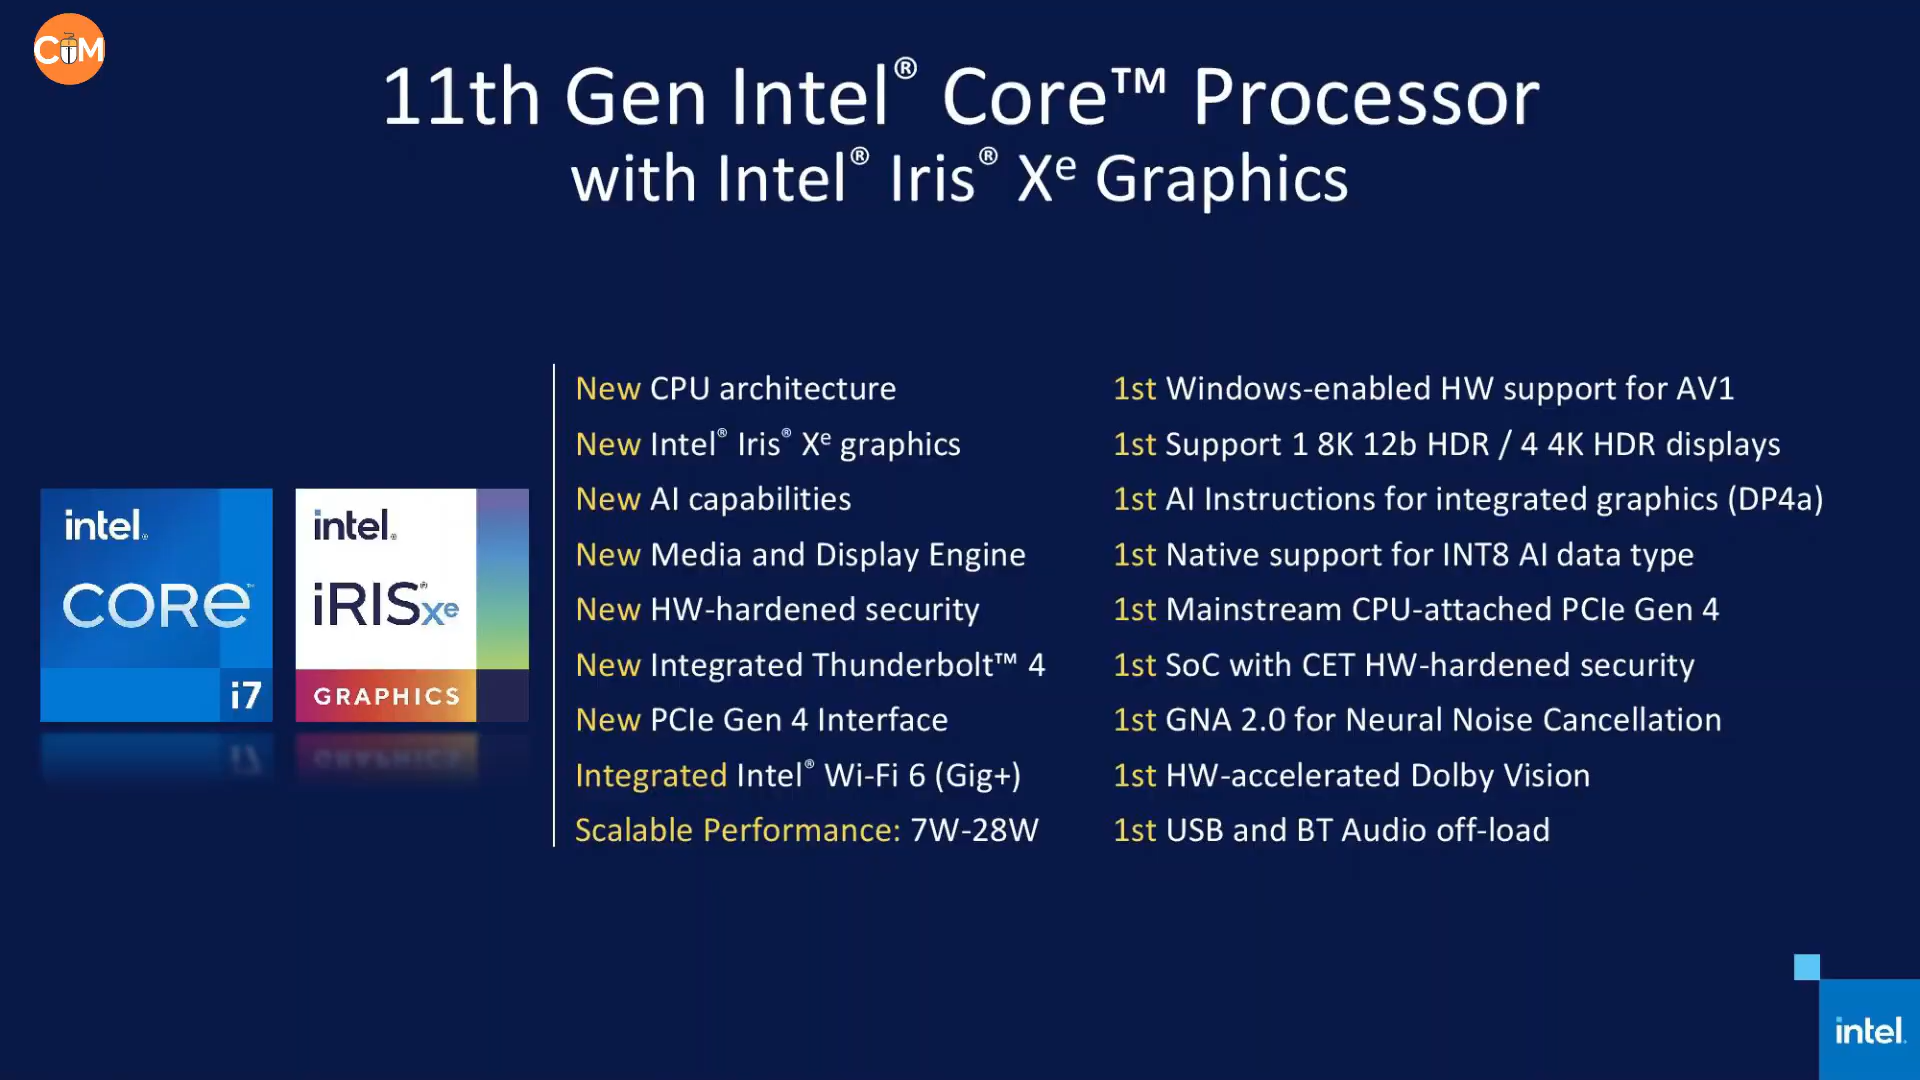 CiM
11th Gen Intel® Core™ Processor
with Intel® Iris® Xe Graphics
intel.
CORE™
i7
intel.
iRIS® Xe
GRAPHICS
New CPU architecture
New Intel® Iris® Xe graphics
New AI capabilities
New Media and Display Engine
New HW-hardened security
New Integrated Thunderbolt™ 4
New PCIe Gen 4 Interface
Integrated Intel® Wi-Fi 6 (Gig+)
Scalable Performance: 7W-28W
1st Windows-enabled HW support for AV1
1st Support 1 8K 12b HDR / 4 4K HDR displays
1st AI Instructions for integrated graphics (DP4a)
1st Native support for INT8 AI data type
1st Mainstream CPU-attached PCIe Gen 4
1st SoC with CET HW-hardened security
1st GNA 2.0 for Neural Noise Cancellation
1st HW-accelerated Dolby Vision
1st USB and BT Audio off-load
intel.